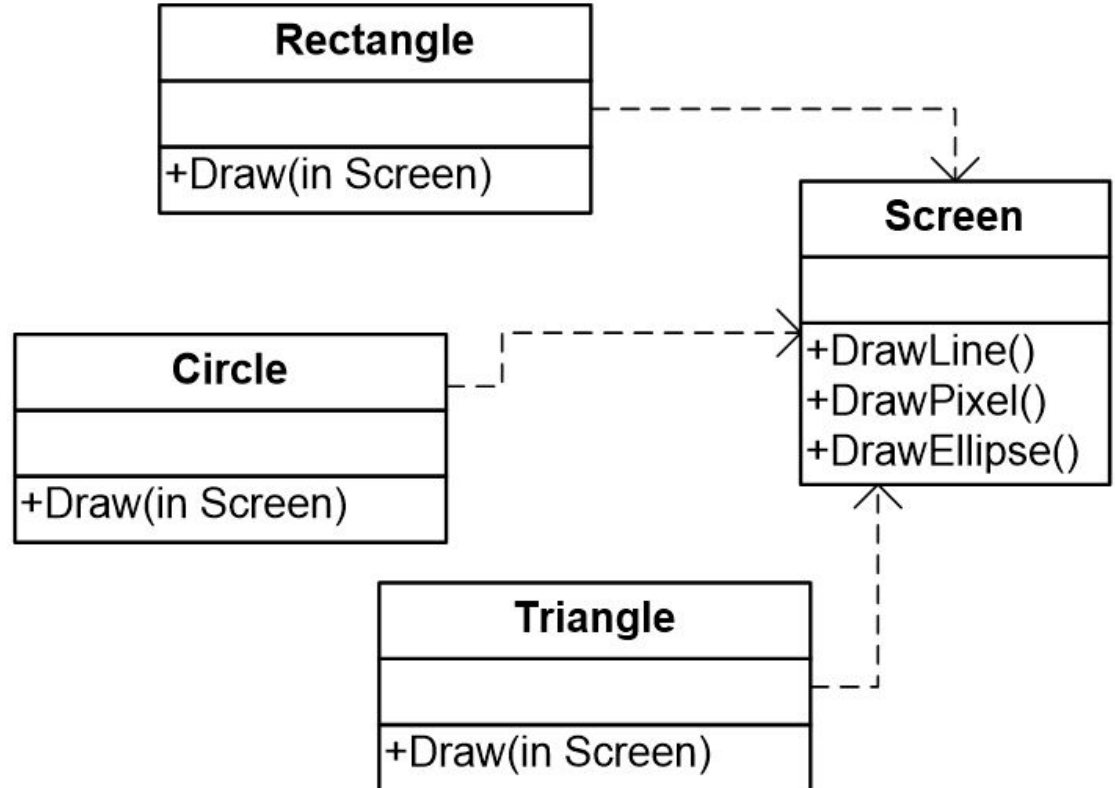 Rectangle
+Draw(in Screen)
Screen
+DrawLine()
+DrawPixel()
+DrawEllipse()
Circle
+Draw(in Screen)
Triangle
+Draw(in Screen)